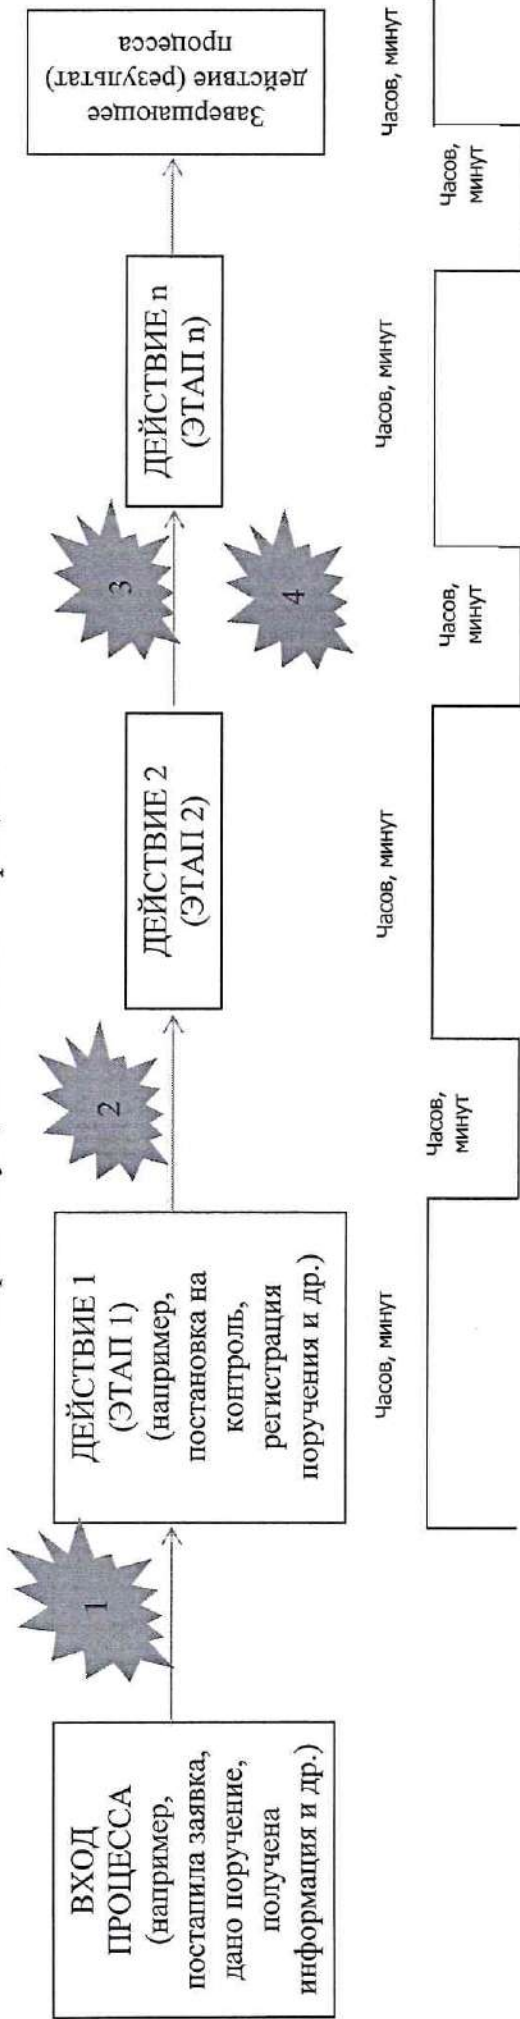 ВХОД
ПРОЦЕССА
(например,
поставила заявка,
дано поручение,
получена
информация и др.)
1
ДЕЙСТВИЕ 1
(ЭТАП 1)
(например,
постановка на
контроль,
регистрация
поручения и др.)
2
ДЕЙСТВИЕ 2
(ЭТАП 2)
3
4
ДЕЙСТВИЕ n
(ЭТАП n)
Завершающее
действие (результат)
процесса
Часов, минут
Часов,
минут
Часов, минут
Часов,
минут
Часов, минут
Часов,
минут
Часов, минут